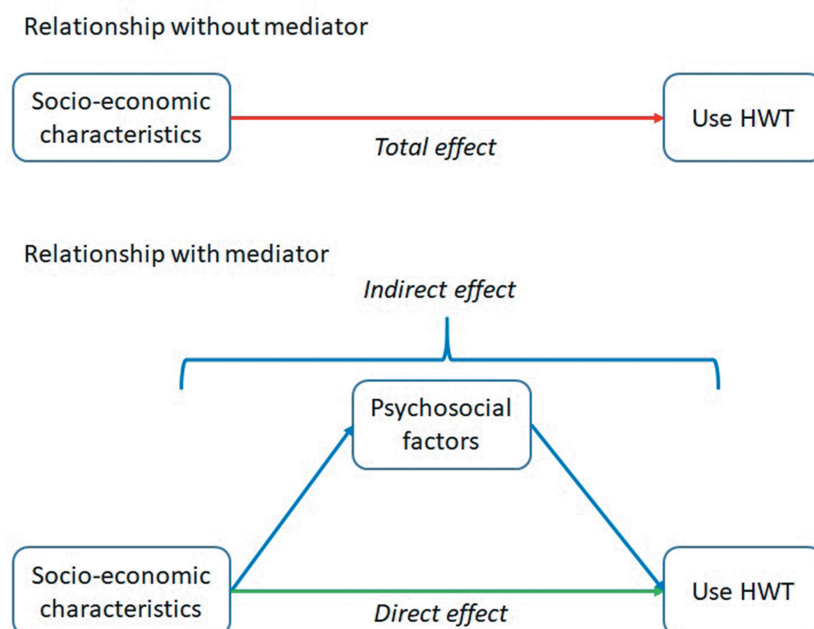 Relationship without mediator
Socio-economic
characteristics
Total effect
Use HWT
Relationship with mediator
Indirect effect
Psychosocial
factors
Socio-economic
characteristics
Direct effect
Use HWT